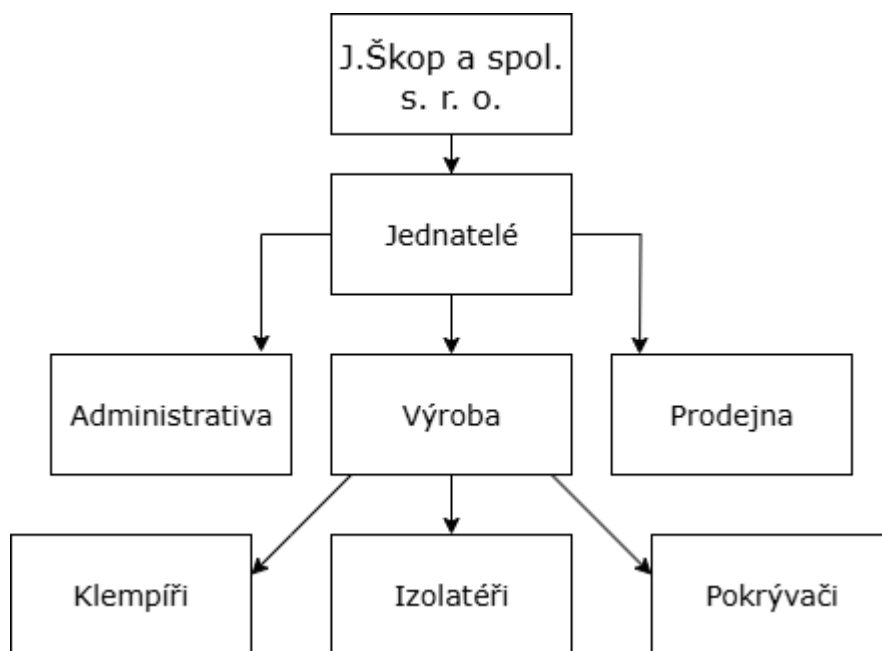 J.Škop a spol.
s. r. o.
Jednatelé
Administrativa
Výroba
Prodejna
Klempíři
Izolatéři
Pokrývači